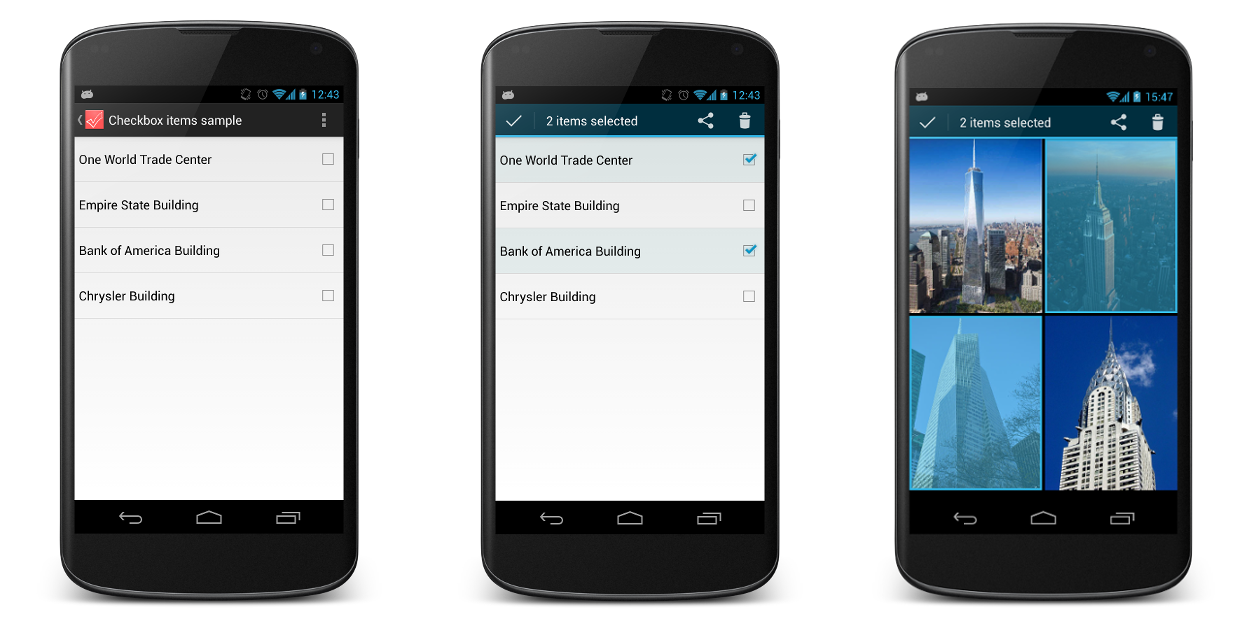 12:43
Checkbox items sample
One World Trade Center
Empire State Building
Bank of America Building
Chrysler Building
12:43
2 items selected
One World Trade Center
Empire State Building
Bank of America Building
Chrysler Building
15:47
2 items selected